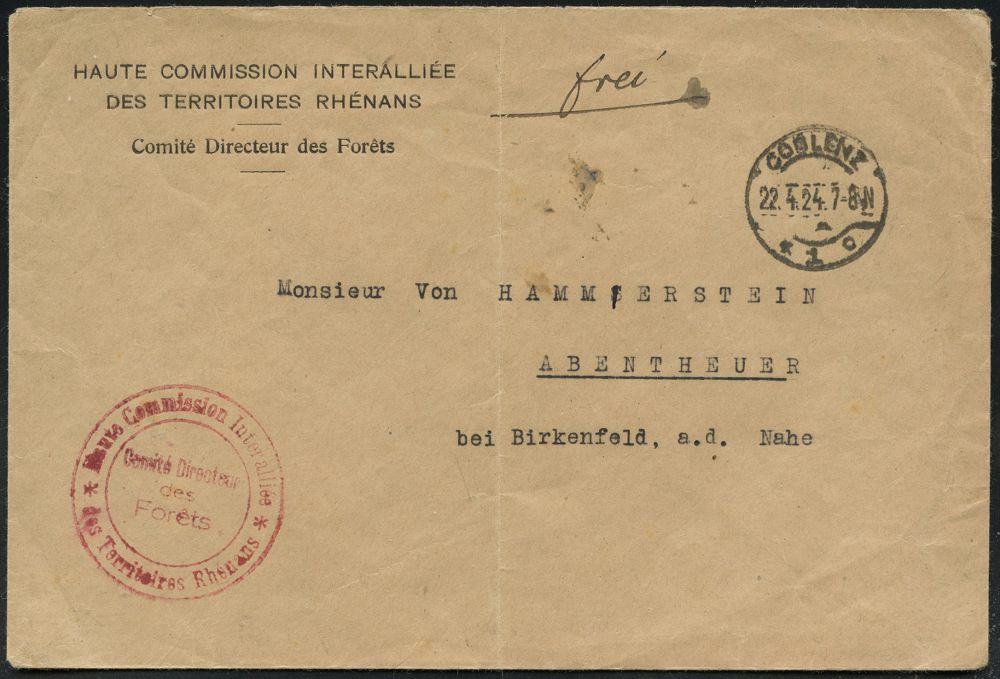 HAUTE COMMISSION INTERALLIÉE
DES TERRITOIRES RHÉNANS
Comité Directeur des Forêts
frei
COBLENZ
22.4.24.7-8N
* 1 c
Monsieur Von HAMMERSTEIN
ABENTHEUER
bei Birkenfeld, a.d. Nahe
* Haute Commission Interalliée *
des Territoires Rhénans
Comité Directeur
des
Forêts